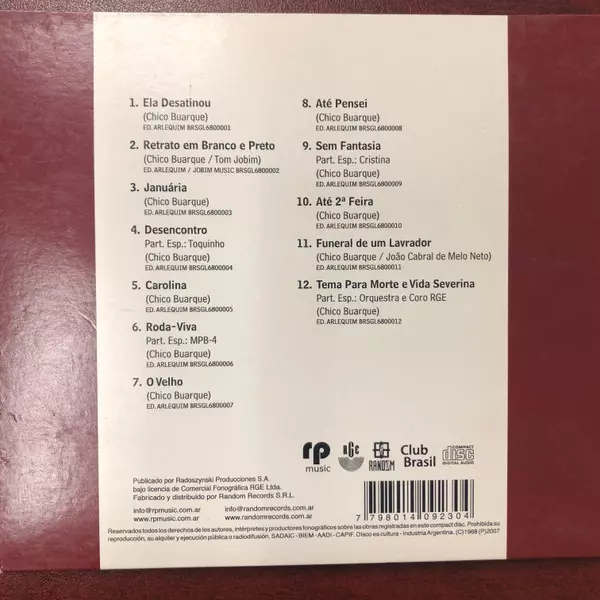 1. Ela Desatinou
(Chico Buarque)
ED. ARLEQUIM BRSGL6800001
2. Retrato em Branco e Preto
(Chico Buarque / Tom Jobim)
ED. ARLEQUIM / JOBIM MUSIC BRSGL6800002
3. Januária
(Chico Buarque)
ED. ARLEQUIM BRSGL6800003
4. Desencontro
Part. Esp.: Toquinho
(Chico Buarque)
ED. ARLEQUIM BRSGL6800004
5. Carolina
(Chico Buarque)
ED. ARLEQUIM BRSGL6800005
6. Roda-Viva
Part. Esp.: MPB-4
(Chico Buarque)
ED. ARLEQUIM BRSGL6800006
7. O Velho
(Chico Buarque)
ED. ARLEQUIM BRSGL6800007
8. Até Pensei
(Chico Buarque)
ED. ARLEQUIM BRSGL6800008
9. Sem Fantasia
Part. Esp.: Cristina
(Chico Buarque)
ED. ARLEQUIM BRSGL6800009
10. Até 2ª Feira
(Chico Buarque)
ED. ARLEQUIM BRSGL6800010
11. Funeral de um Lavrador
(Chico Buarque / João Cabral de Melo Neto)
ED. ARLEQUIM BRSGL6800011
12. Tema Para Morte e Vida Severina
Part. Esp.: Orquestra e Coro RGE
(Chico Buarque)
ED. ARLEQUIM BRSGL6800012
rp music
RGE
RANDOM
Club Brasil
COMPACT disc DIGITAL AUDIO
Publicado por Radoszynski Producciones S.A.
bajo licencia de Comercial Fonográfica RGE Ltda.
Fabricado y distribuido por Random Records S.R.L.
info@rpmusic.com.ar info@randomrecords.com.ar
www.rpmusic.com.ar www.randomrecords.com.ar
7 798014 092304
Reservados todos los derechos de los autores, intérpretes y productores fonográficos sobre las obras registradas en este compact disc. Prohibida su
reproducción, su alquiler y ejecución pública o radiodifusión. SADAIC - BIEM - AADI - CAPIF. Disco es cultura - Industria Argentina. (C)1968 (P)2007